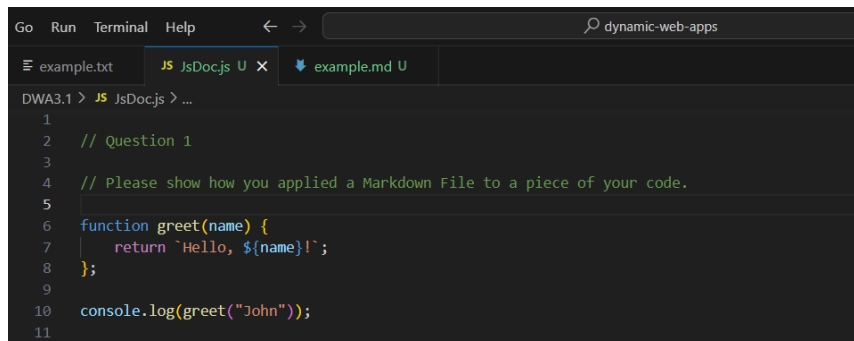 Go Run Terminal Help ← → dynamic-web-apps
example.txt JS JsDoc.js U × example.md U
DWA3.1 > JS JsDoc.js > ...
1
2 // Question 1
3
4 // Please show how you applied a Markdown File to a piece of your code.
5
6 function greet(name) {
7 return `Hello, ${name}!`;
8 };
9
10 console.log(greet("John"));
11